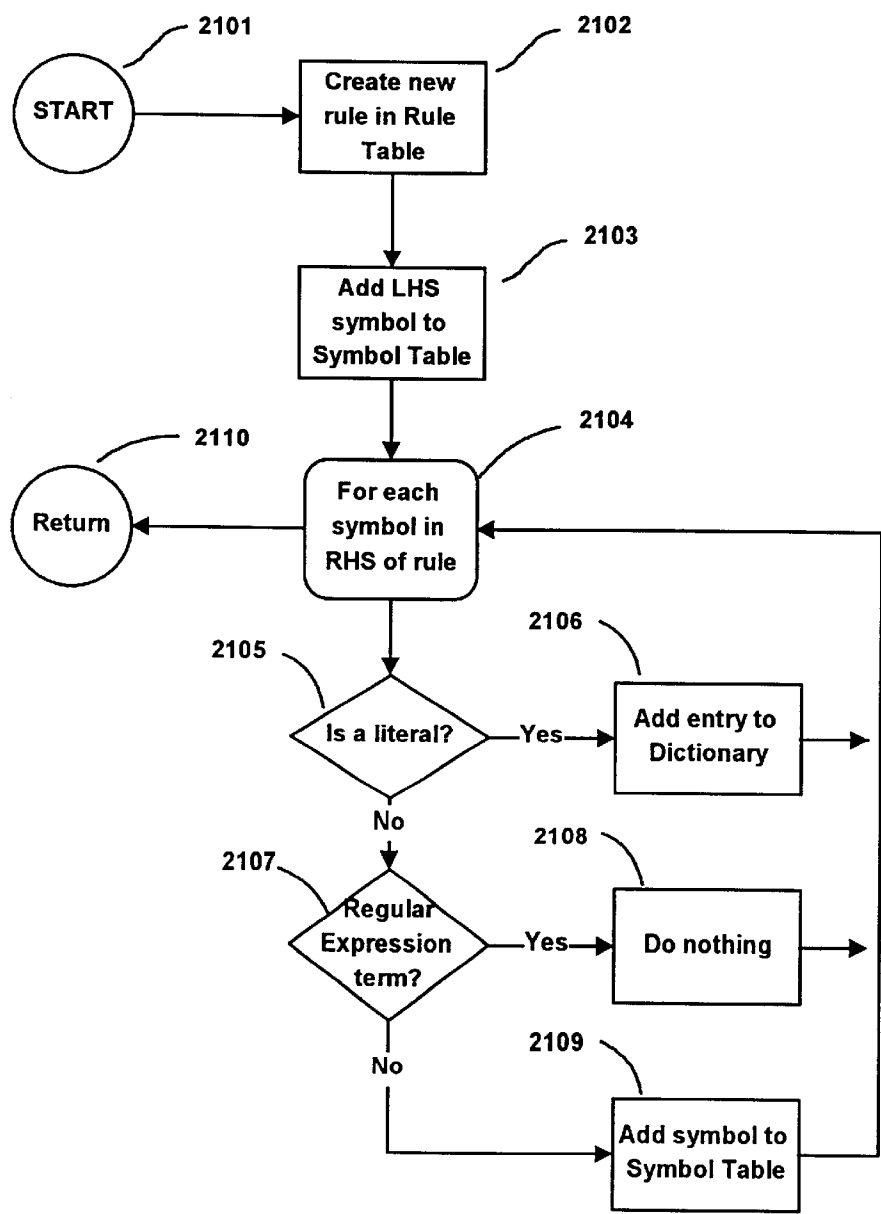 2101
START
2102
Create new
rule in Rule
Table
2103
Add LHS
symbol to
Symbol Table
2104
For each
symbol in
RHS of rule
2110
Return
2105
Is a literal?
Yes
2106
Add entry to
Dictionary
No
2107
Regular
Expression
term?
Yes
2108
Do nothing
No
2109
Add symbol to
Symbol Table